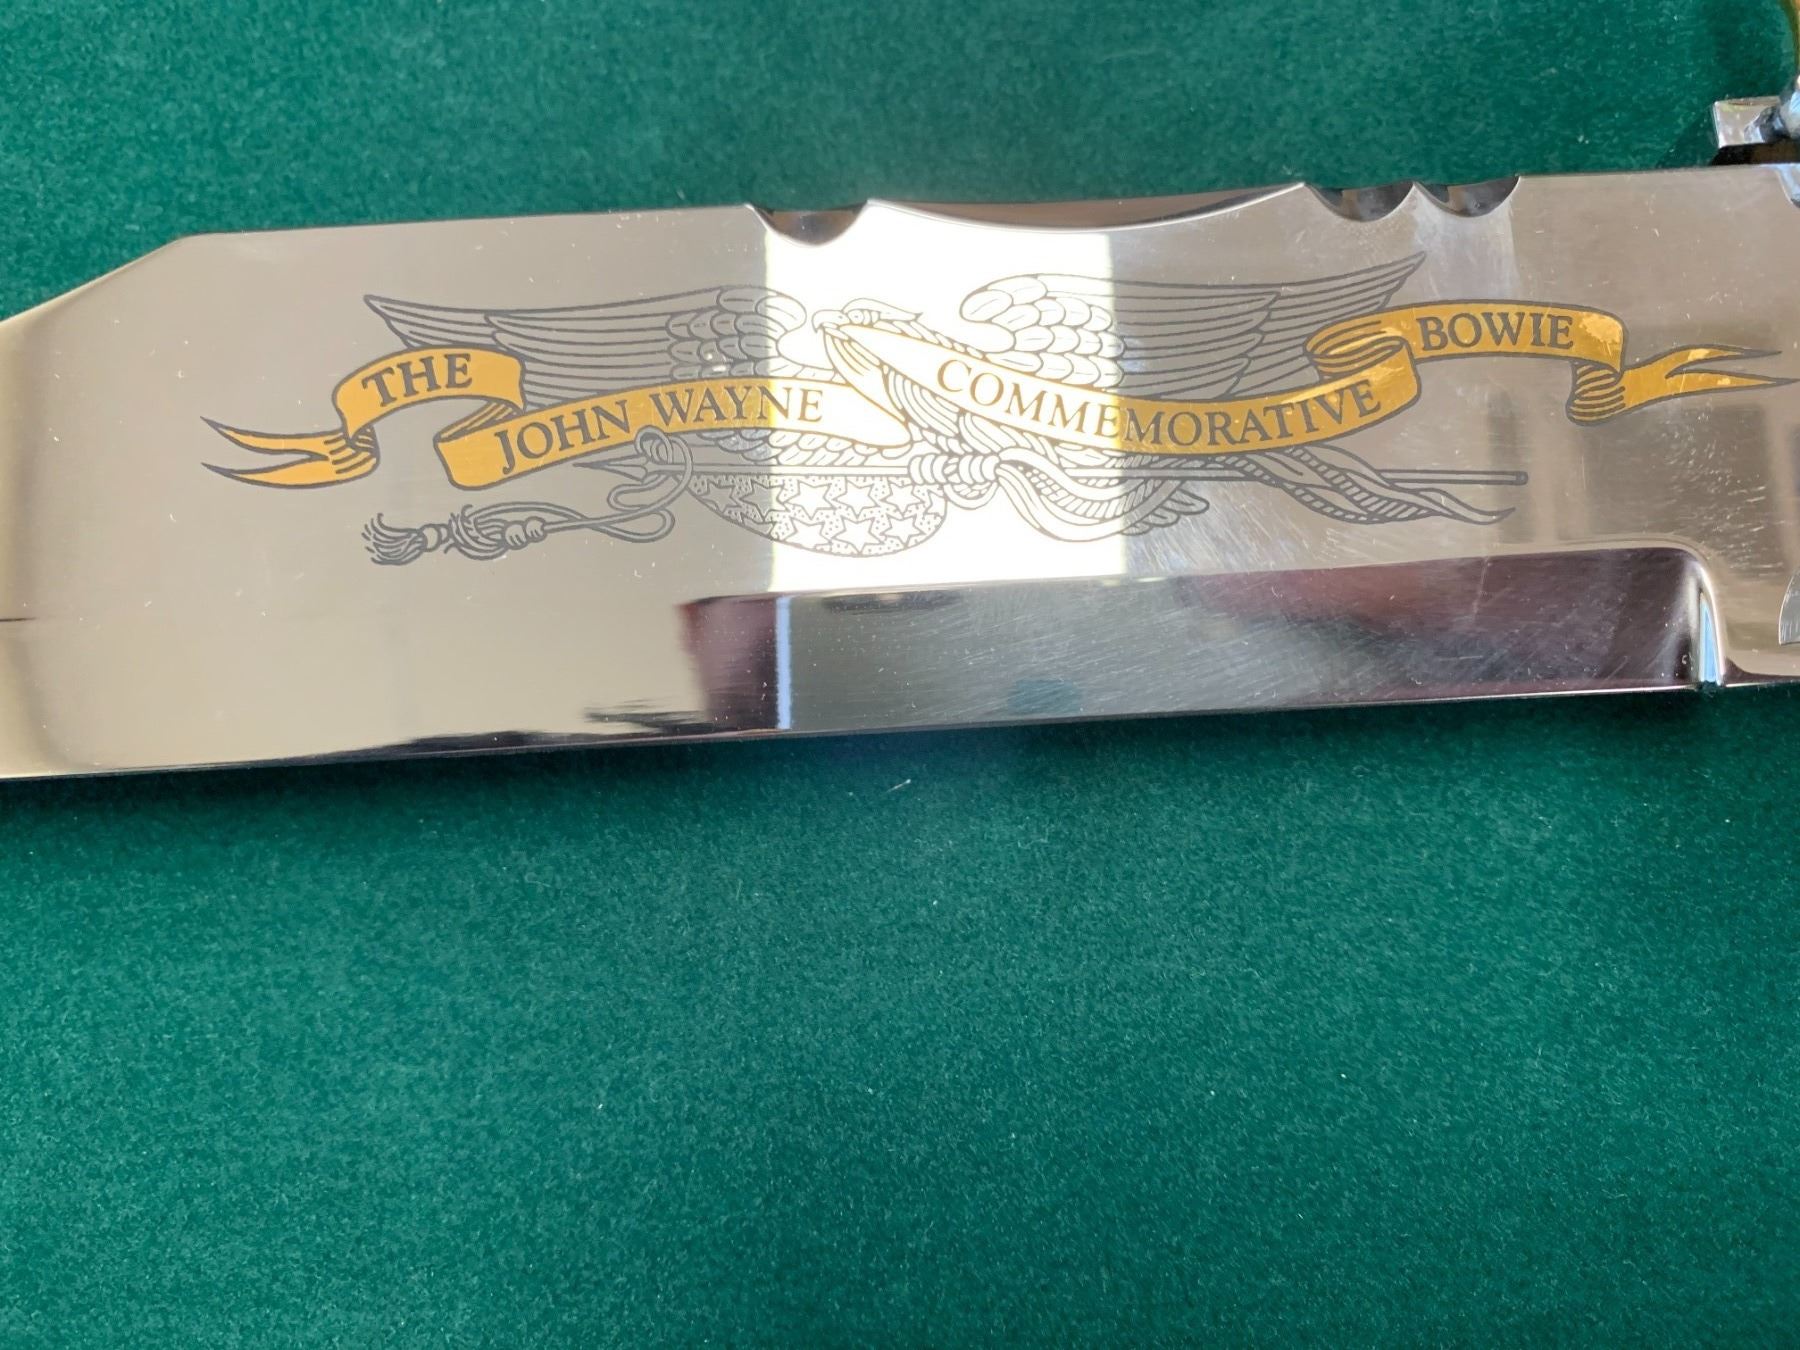 THE
JOHN WAYNE
COMMEMORATIVE
BOWIE